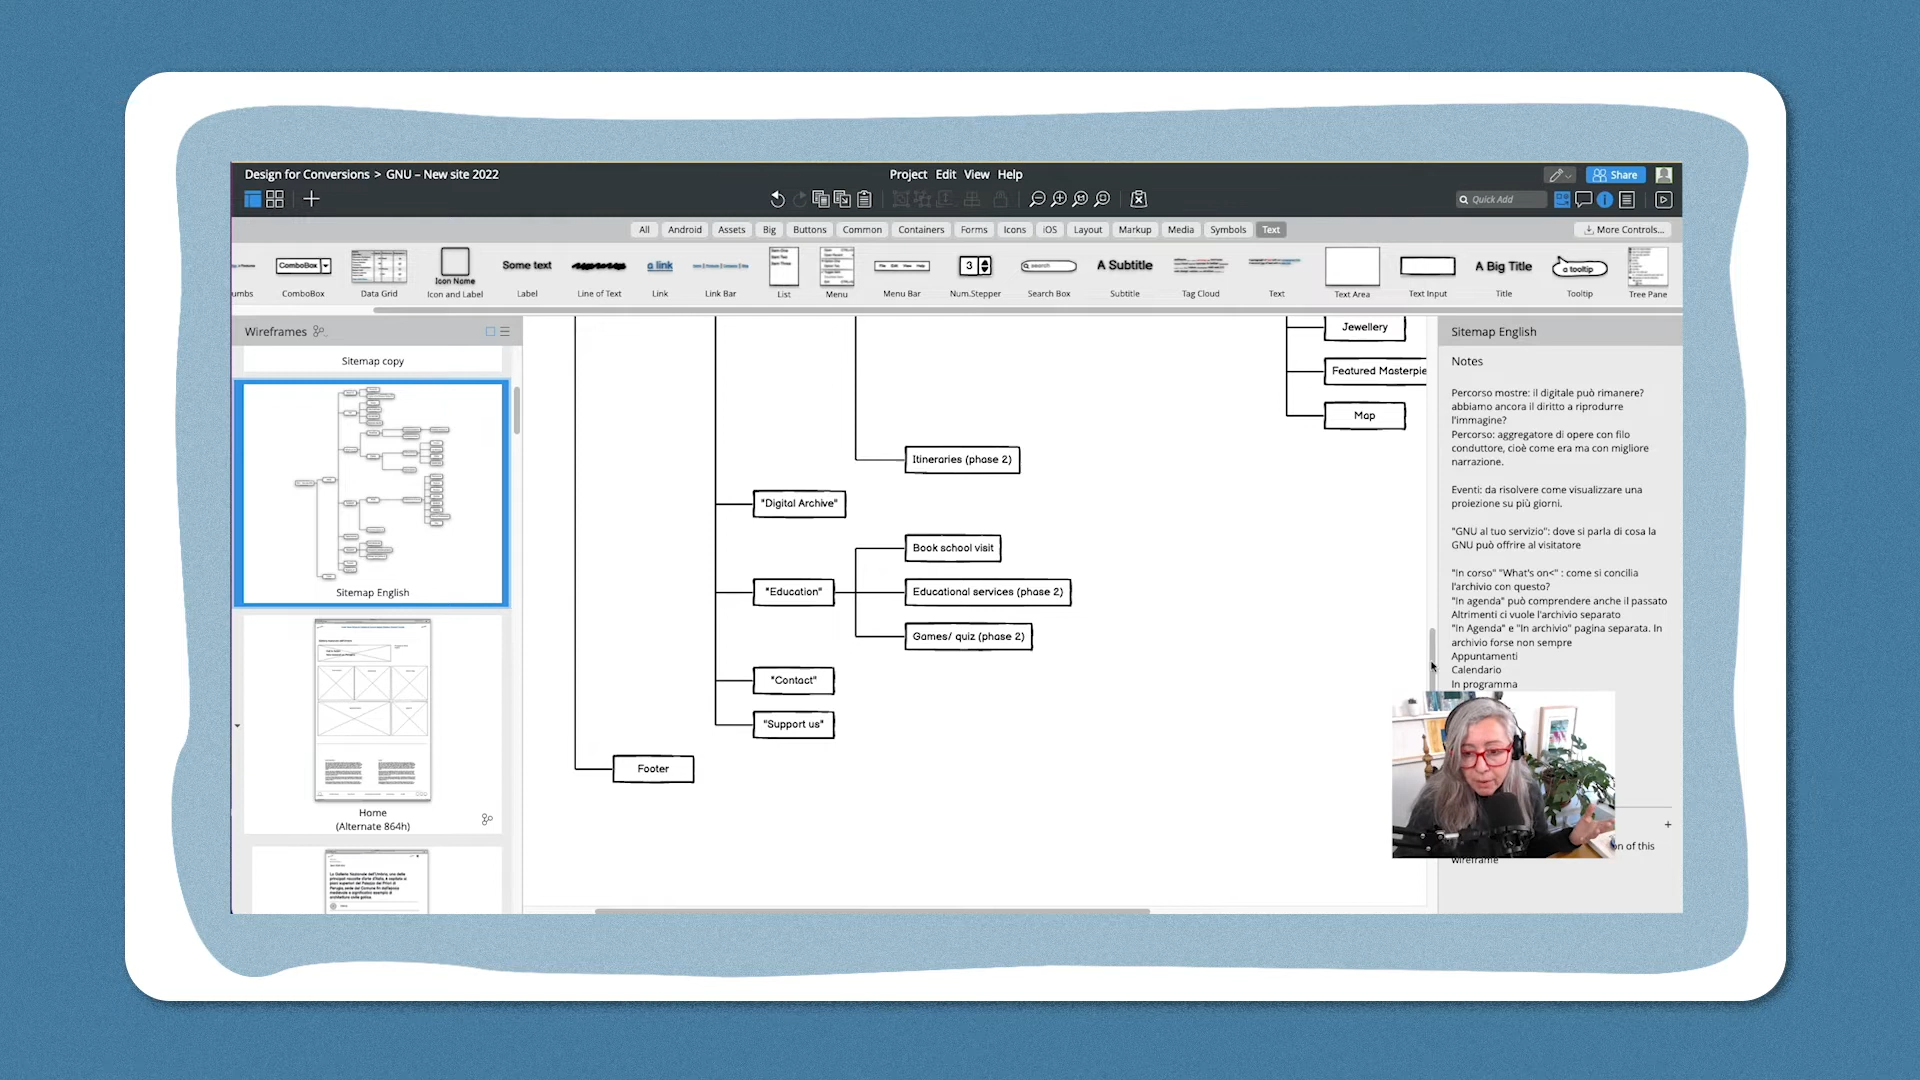 Design for Conversions > GNU – New site 2022
Project Edit View Help
Share
Quick Add
All Android Assets Big Buttons Common Containers Forms Icons iOS Layout Markup Media Symbols Text
More Controls...
ComboBox
Icon Name
Some text
a link
3
search
A Subtitle
A Big Title
a tooltip
umbs ComboBox Data Grid Icon and Label Label Line of Text Link Link Bar List Menu Menu Bar Num.Stepper Search Box Subtitle Tag Cloud Text Text Area Text Input Title Tooltip Tree Pane
Wireframes
Sitemap copy
Sitemap English
Home
(Alternate 864h)
Jewellery
Featured Masterpie
Map
Itineraries (phase 2)
"Digital Archive"
Book school visit
"Education"
Educational services (phase 2)
Games/ quiz (phase 2)
"Contact"
"Support us"
Footer
Sitemap English
Notes
Percorso mostre: il digitale può rimanere?
abbiamo ancora il diritto a riprodurre
l'immagine?
Percorso: aggregatore di opere con filo
conduttore, cioè come era ma con migliore
narrazione.
Eventi: da risolvere come visualizzare una
proiezione su più giorni.
"GNU al tuo servizio": dove si parla di cosa la
GNU può offrire al visitatore
"In corso" "What's on<" : come si concilia
l'archivio con questo?
"In agenda" può comprendere anche il passato
Altrimenti ci vuole l'archivio separato
"In Agenda" e "In archivio" pagina separata. In
archivio forse non sempre
Appuntamenti
Calendario
In programma
on of this
wireframe